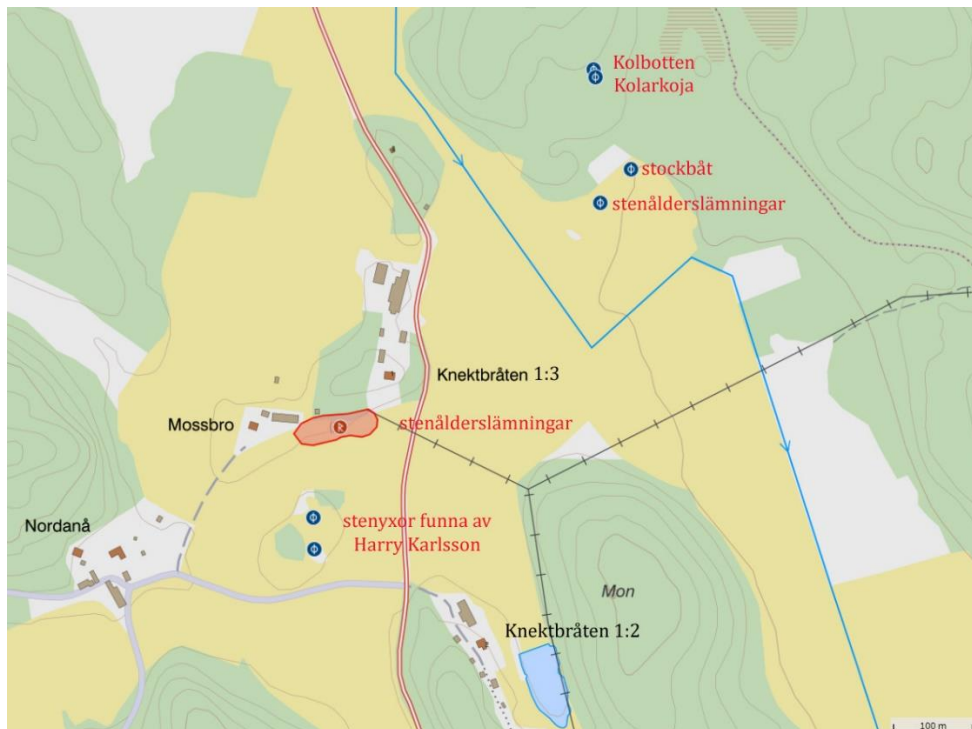 Kolbotten
Kolarkoja
stockbåt
stenålderslämningar
Knektbråten 1:3
Mossbro
R
stenålderslämningar
Nordanå
stenyxor funna av
Harry Karlsson
Mon
Knektbråten 1:2
100 m